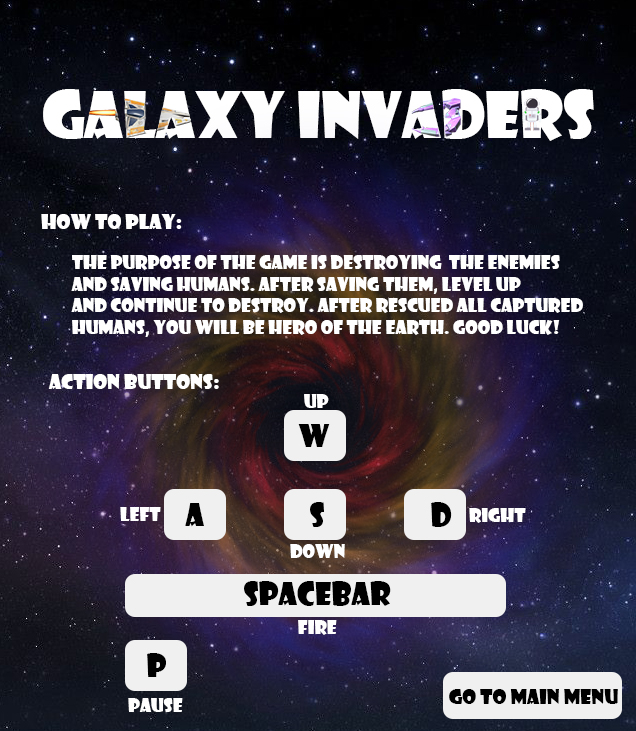 GALAXY INVADERS
HOW TO PLAY:
THE PURPOSE OF THE GAME IS DESTROYING THE ENEMIES
AND SAVING HUMANS. AFTER SAVING THEM, LEVEL UP
AND CONTINUE TO DESTROY. AFTER RESCUED ALL CAPTURED
HUMANS, YOU WILL BE HERO OF THE EARTH. GOOD LUCK!
ACTION BUTTONS:
UP
W
LEFT A S D RIGHT
DOWN
SPACEBAR
FIRE
P
PAUSE
GO TO MAIN MENU